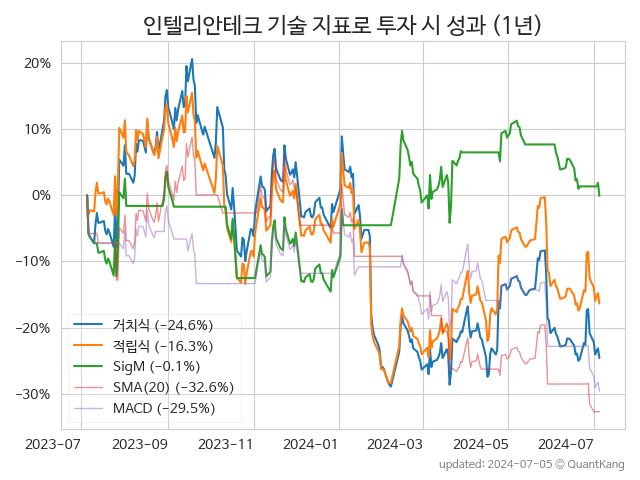 인텔리안테크 기술 지표로 투자 시 성과 (1년)
20%
10%
0%
−10%
−20%
−30%
거치식 (−24.6%)
적립식 (−16.3%)
SigM (−0.1%)
SMA(20) (−32.6%)
MACD (−29.5%)
2023-07 2023-09 2023-11 2024-01 2024-03 2024-05 2024-07
updated: 2024-07-05 © QuantKang